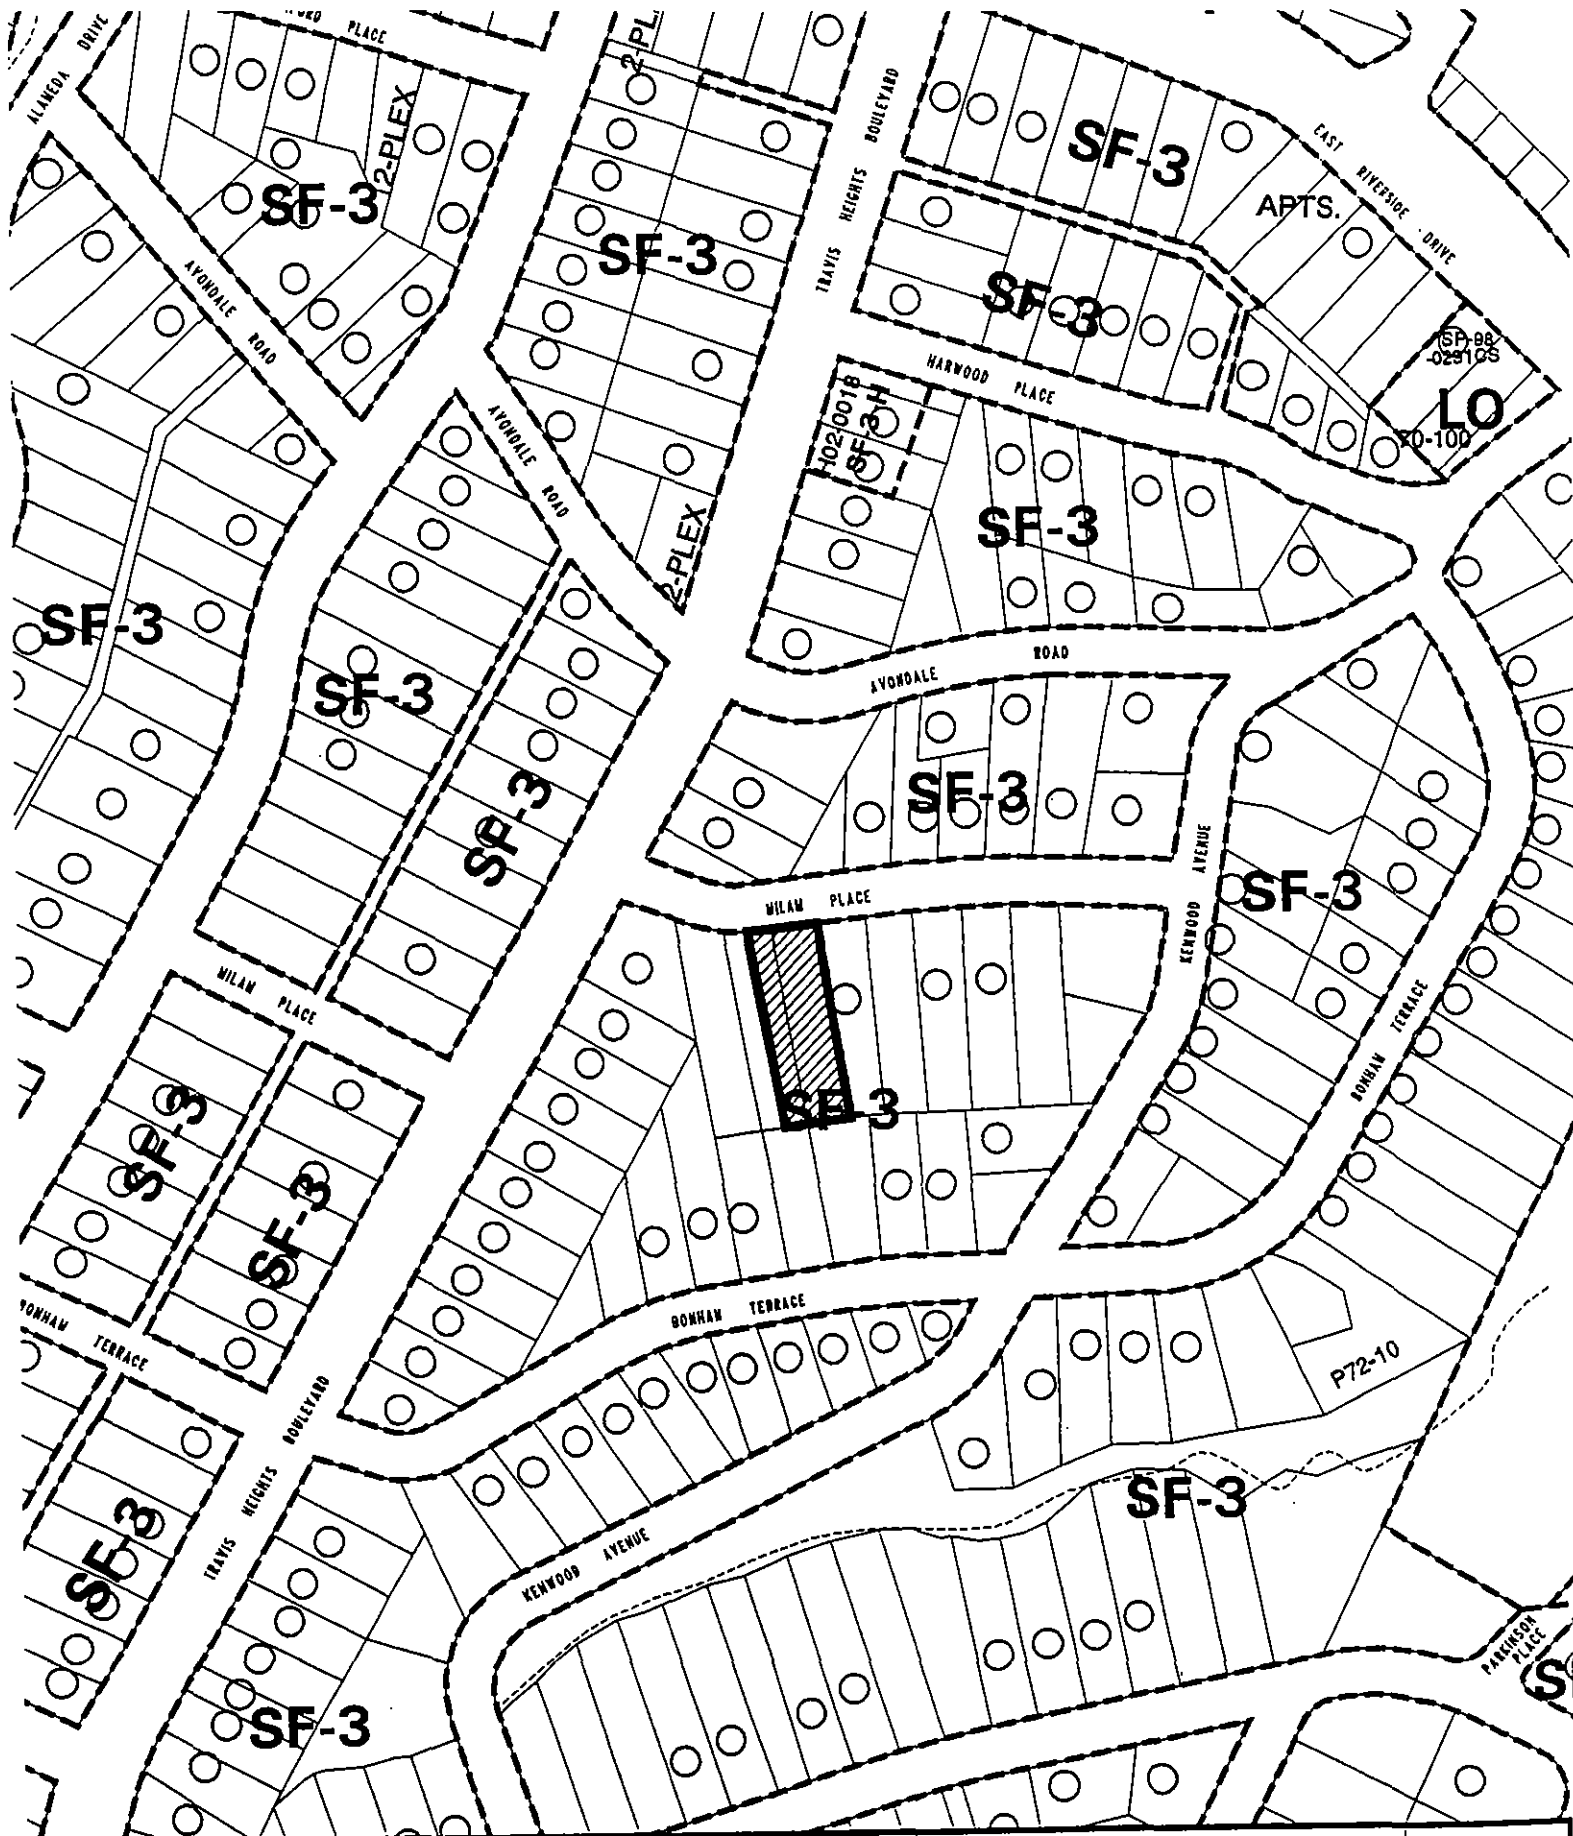 PLACE
ALAMEDA DRIVE
2-PLEX
SF-3
AVONDALE ROAD
SF-3
TRAVIS HEIGHTS BOULEVARD
SF-3
EAST RIVERSIDE DRIVE
APTS.
SF-3
(SP-98
-0291CS
LO
70-100
HARWOOD PLACE
H02-0018
SF-3-H
AVONDALE ROAD
2-PLEX
SF-3
SF-3
SF-3
SF-3
AVONDALE ROAD
SF-3
KENWOOD AVENUE
SF-3
MILAM PLACE
MILAM PLACE
SF-3
BONHAM TERRACE
SF-3
SF-3
BONHAM TERRACE
BONHAM TERRACE
P72-10
TRAVIS HEIGHTS BOULEVARD
SF-3
SF-3
KENWOOD AVENUE
SF-3
PARKINSON
PLACE